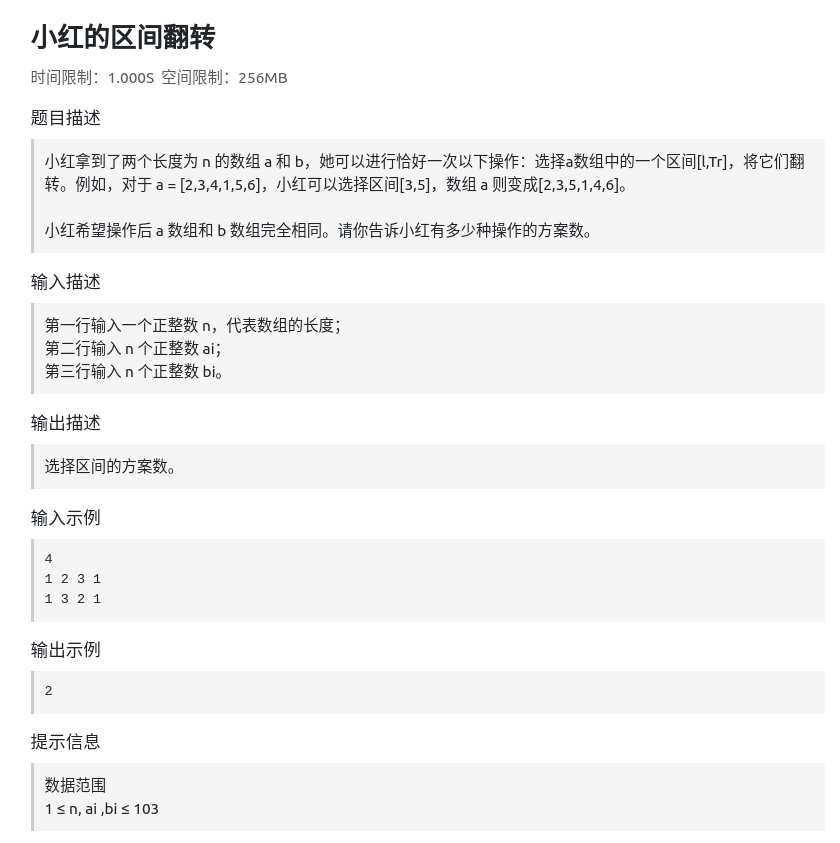 小红的区间翻转
时间限制：1.000S 空间限制：256MB
题目描述
小红拿到了两个长度为 n 的数组 a 和 b，她可以进行恰好一次以下操作：选择a数组中的一个区间[l,Tr]，将它们翻
转。例如，对于 a = [2,3,4,1,5,6]，小红可以选择区间[3,5]，数组 a 则变成[2,3,5,1,4,6]。
小红希望操作后 a 数组和 b 数组完全相同。请你告诉小红有多少种操作的方案数。
输入描述
第一行输入一个正整数 n，代表数组的长度；
第二行输入 n 个正整数 ai；
第三行输入 n 个正整数 bi。
输出描述
选择区间的方案数。
输入示例
4
1 2 3 1
1 3 2 1
输出示例
2
提示信息
数据范围
1 ≤ n, ai ,bi ≤ 103